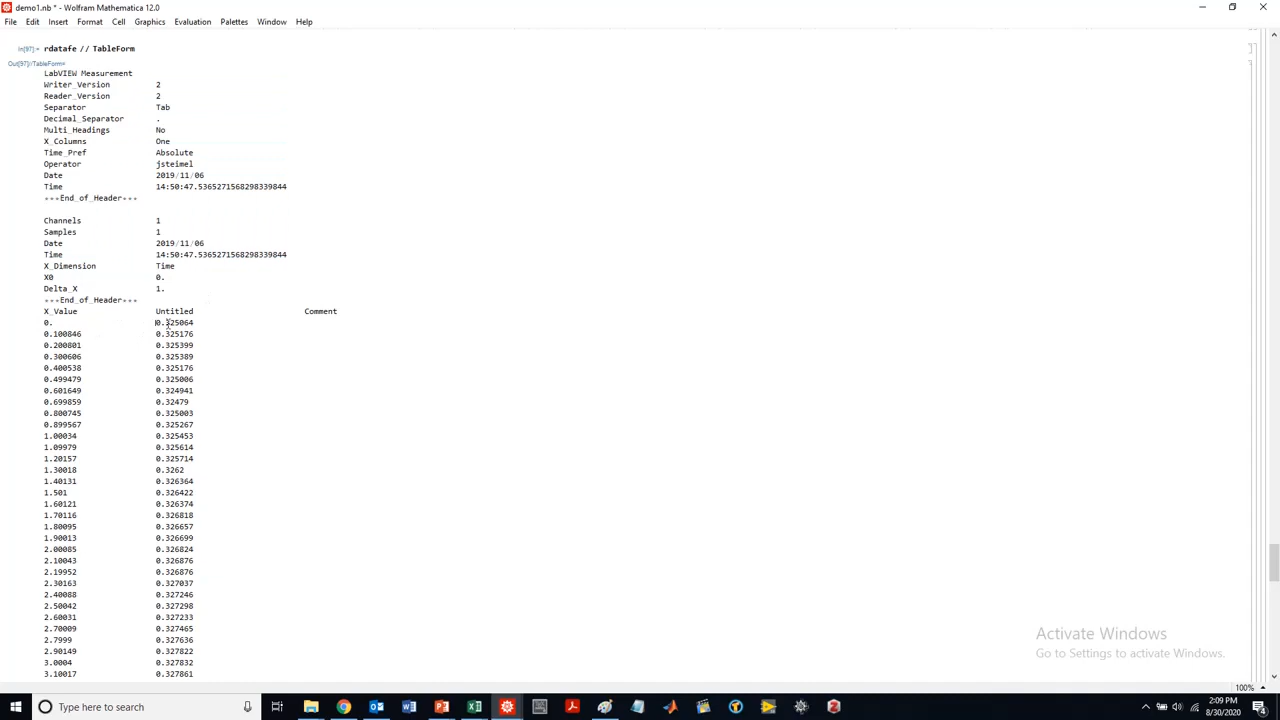 demo1.nb * - Wolfram Mathematica 12.0
File Edit Insert Format Cell Graphics Evaluation Palettes Window Help
In[97]:= rdatafe // TableForm
Out[97]//TableForm=
LabVIEW Measurement
Writer_Version 2
Reader_Version 2
Separator Tab
Decimal_Separator .
Multi_Headings No
X_Columns One
Time_Pref Absolute
Operator jsteimel
Date 2019/11/06
Time 14:50:47.5365271568298339844
***End_of_Header***
Channels 1
Samples 1
Date 2019/11/06
Time 14:50:47.5365271568298339844
X_Dimension Time
X0 0.
Delta_X 1.
***End_of_Header***
X_Value Untitled Comment
0. 0.325064
0.100846 0.325176
0.200801 0.325399
0.300606 0.325389
0.400538 0.325176
0.499479 0.325006
0.601649 0.324941
0.699859 0.32479
0.800745 0.325003
0.899567 0.325267
1.00034 0.325453
1.09979 0.325614
1.20157 0.325714
1.30018 0.3262
1.40131 0.326364
1.501 0.326422
1.60121 0.326374
1.70116 0.326818
1.80095 0.326657
1.90013 0.326699
2.00085 0.326824
2.10043 0.326876
2.19952 0.326876
2.30163 0.327037
2.40088 0.327246
2.50042 0.327298
2.60031 0.327233
2.70009 0.327465
2.7999 0.327636
2.90149 0.327822
3.0004 0.327832
3.10017 0.327861
Activate Windows
Go to Settings to activate Windows.
100%
Type here to search
2:09 PM
8/30/2020